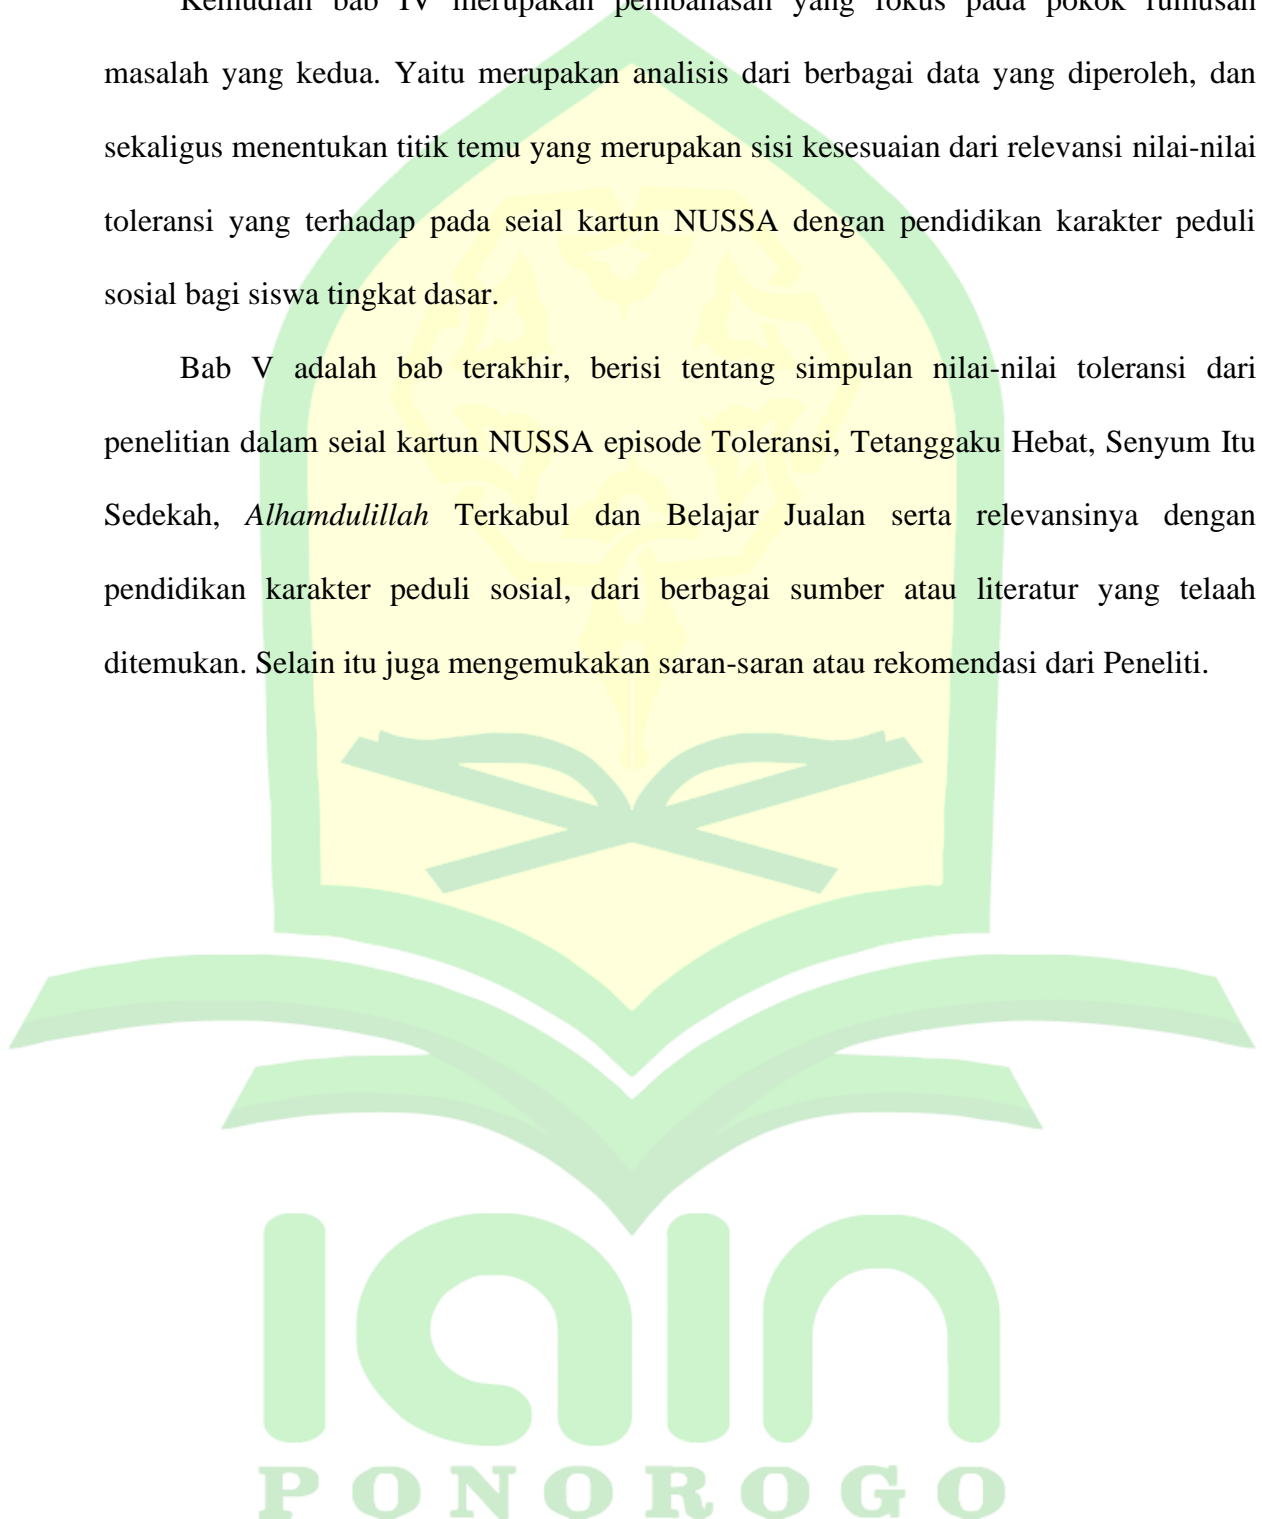 Kemudian bab IV merupakan pembahasan yang fokus pada pokok rumusan
masalah yang kedua. Yaitu merupakan analisis dari berbagai data yang diperoleh, dan
sekaligus menentukan titik temu yang merupakan sisi kesesuaian dari relevansi nilai-nilai
toleransi yang terhadap pada seial kartun NUSSA dengan pendidikan karakter peduli
sosial bagi siswa tingkat dasar.
Bab V adalah bab terakhir, berisi tentang simpulan nilai-nilai toleransi dari
penelitian dalam seial kartun NUSSA episode Toleransi, Tetanggaku Hebat, Senyum Itu
Sedekah, Alhamdulillah Terkabul dan Belajar Jualan serta relevansinya dengan
pendidikan karakter peduli sosial, dari berbagai sumber atau literatur yang telaah
ditemukan. Selain itu juga mengemukakan saran-saran atau rekomendasi dari Peneliti.
iain
PONOROGO